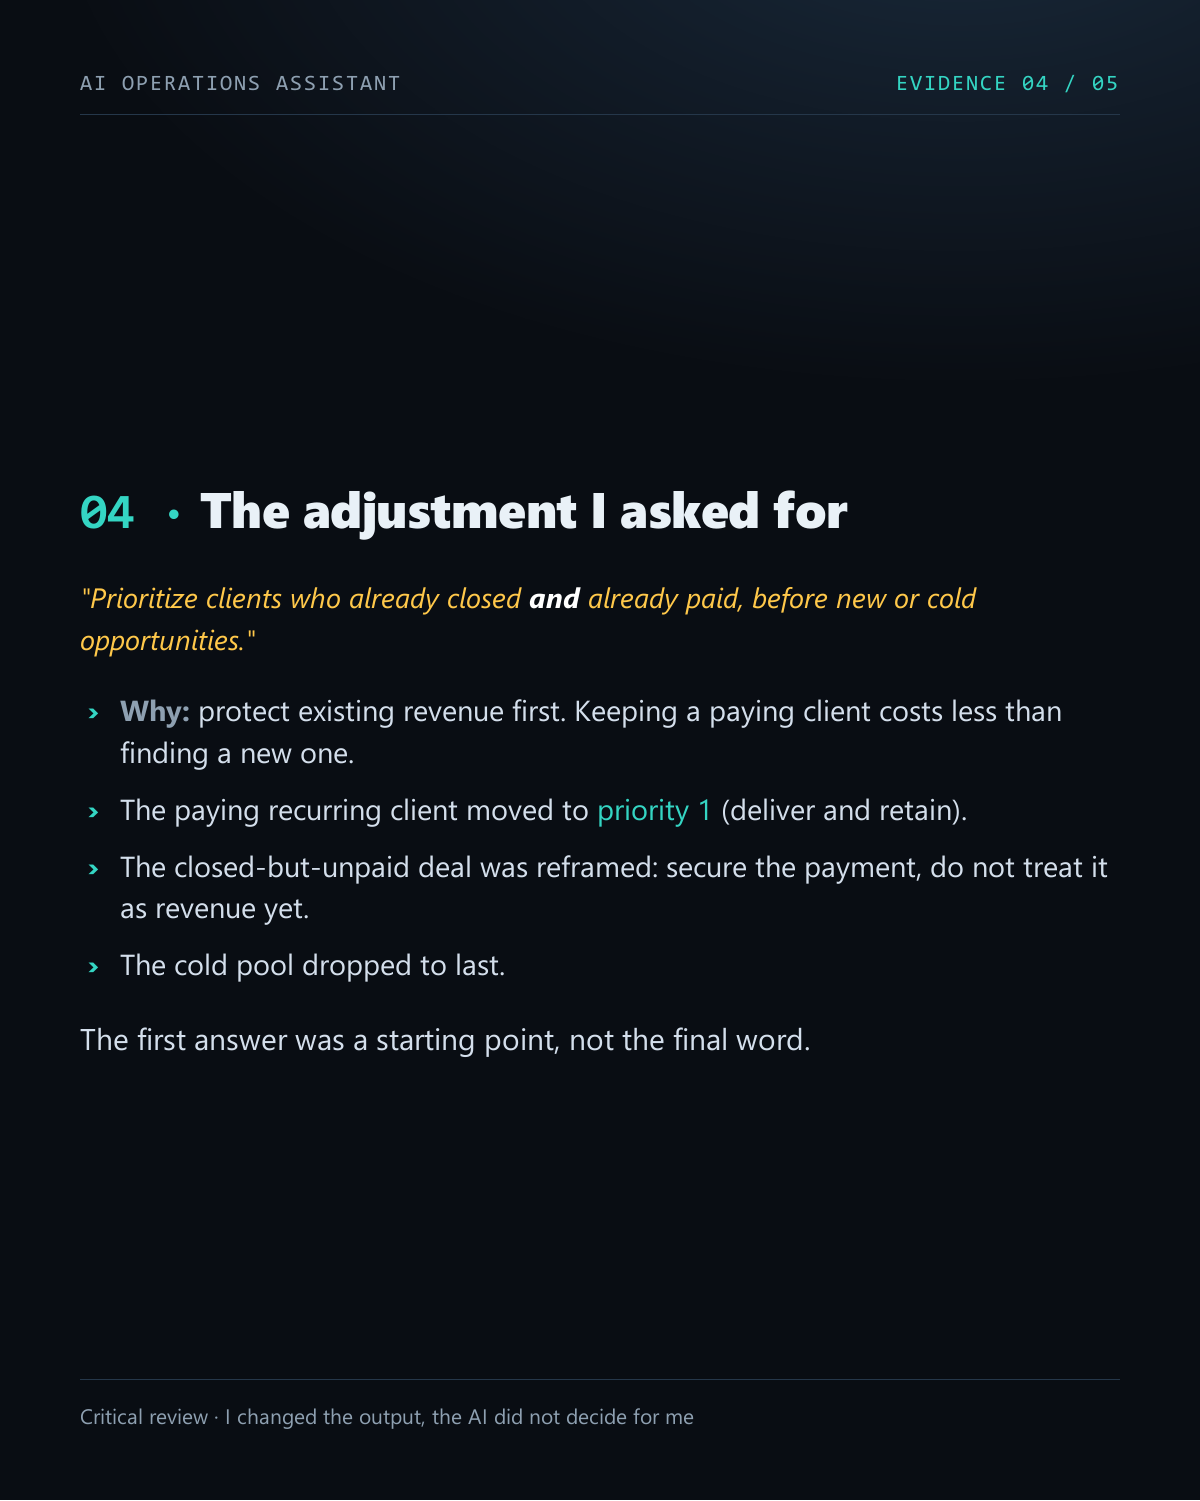 AI OPERATIONS ASSISTANT
EVIDENCE 04 / 05
04 · The adjustment I asked for
"Prioritize clients who already closed and already paid, before new or cold
opportunities."
› Why: protect existing revenue first. Keeping a paying client costs less than
finding a new one.
› The paying recurring client moved to priority 1 (deliver and retain).
› The closed-but-unpaid deal was reframed: secure the payment, do not treat it
as revenue yet.
› The cold pool dropped to last.
The first answer was a starting point, not the final word.
Critical review · I changed the output, the AI did not decide for me